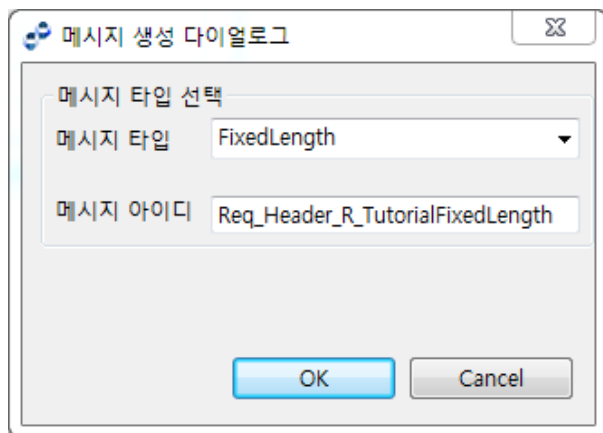 메시지 생성 다이얼로그
메시지 타입 선택
메시지 타입 FixedLength
메시지 아이디 Req_Header_R_TutorialFixedLength
OK Cancel